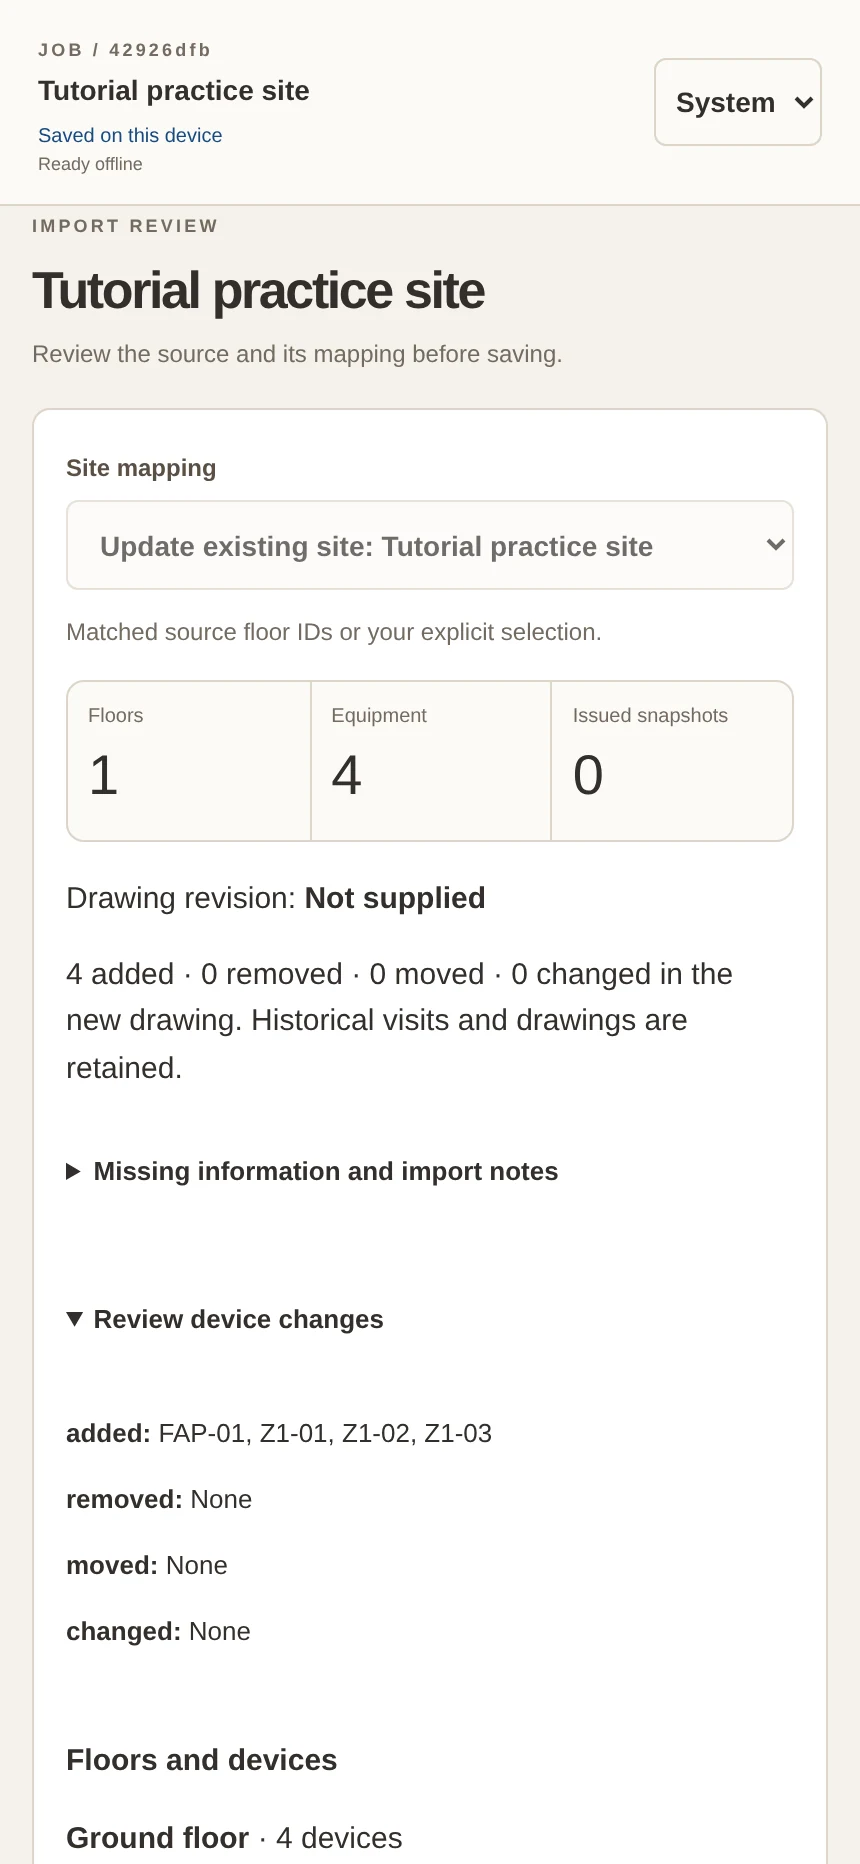 JOB / 42926dfb
Tutorial practice site
Saved on this device
Ready offline
System
IMPORT REVIEW
Tutorial practice site
Review the source and its mapping before saving.
Site mapping
Update existing site: Tutorial practice site
Matched source floor IDs or your explicit selection.
Floors
1
Equipment
4
Issued snapshots
0
Drawing revision: Not supplied
4 added · 0 removed · 0 moved · 0 changed in the
new drawing. Historical visits and drawings are
retained.
Missing information and import notes
Review device changes
added: FAP-01, Z1-01, Z1-02, Z1-03
removed: None
moved: None
changed: None
Floors and devices
Ground floor · 4 devices